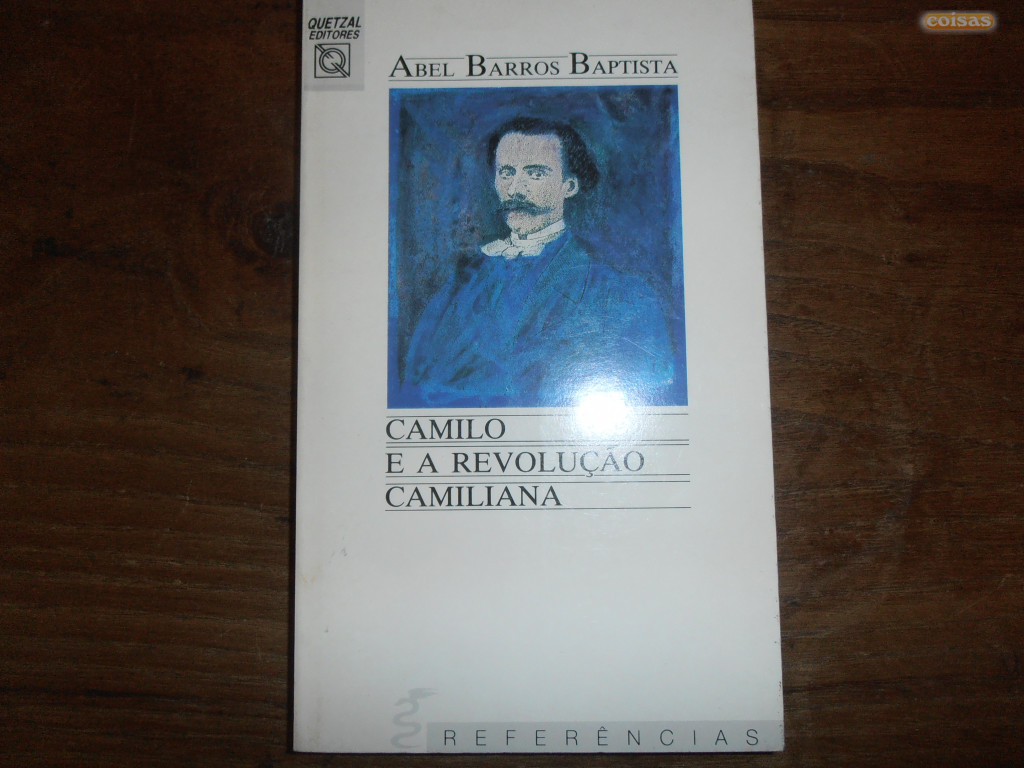 QUETZAL
EDITORES
coisas
ABEL BARROS BAPTISTA
CAMILO
E A REVOLUÇÃO
CAMILIANA
REFERÊNCIAS